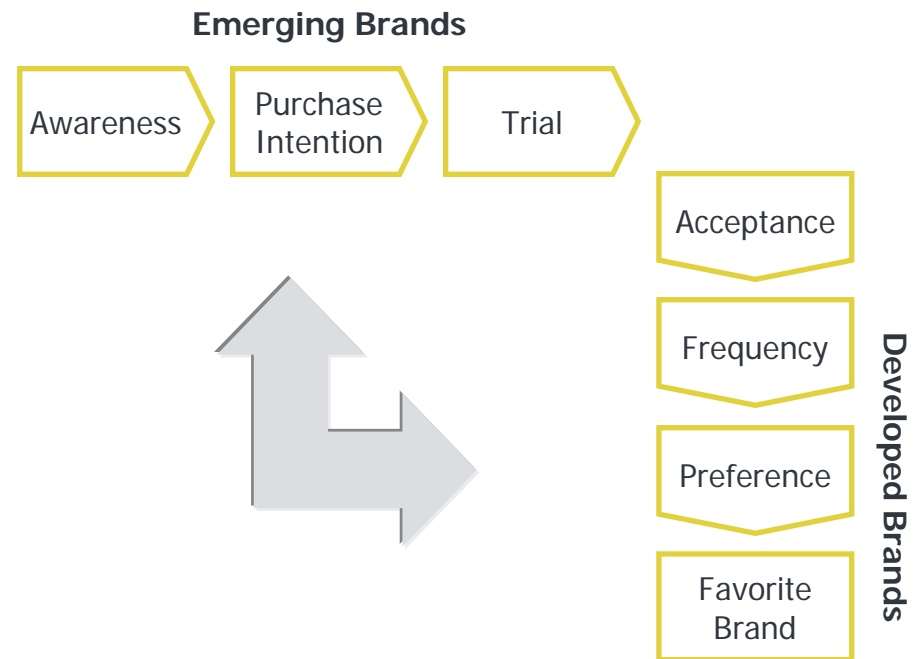 Emerging Brands
Awareness
Purchase
Intention
Trial
Acceptance
Frequency
Preference
Favorite
Brand
Developed Brands